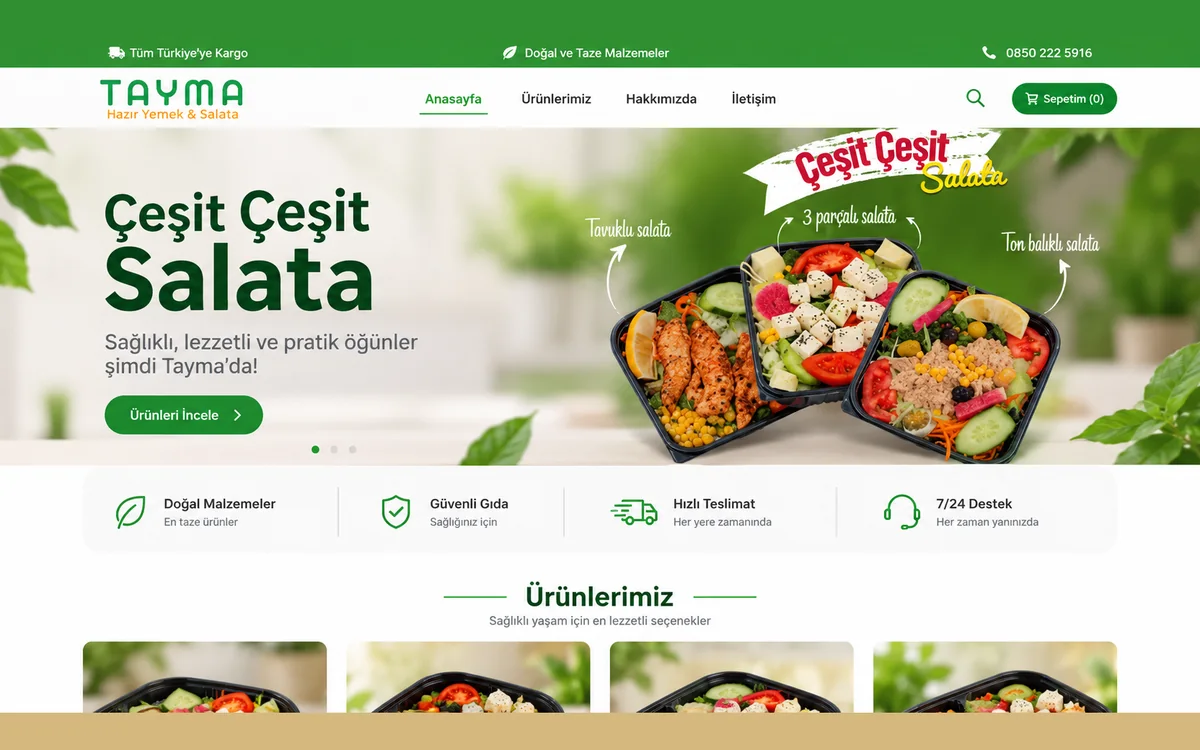 Tüm Türkiye'ye Kargo
Doğal ve Taze Malzemeler
0850 222 5916
TAYMA
Hazır Yemek & Salata
Anasayfa
Ürünlerimiz
Hakkımızda
İletişim
Sepetim (0)
Çeşit Çeşit
Salata
Sağlıklı, lezzetli ve pratik öğünler
şimdi Tayma'da!
Ürünleri İncele
Çeşit Çeşit
Salata
Tavuklu salata
3 parçalı salata
Ton balıklı salata
Doğal Malzemeler
En taze ürünler
Güvenli Gıda
Sağlığınız için
Hızlı Teslimat
Her yere zamanında
7/24 Destek
Her zaman yanınızda
Ürünlerimiz
Sağlıklı yaşam için en lezzetli seçenekler